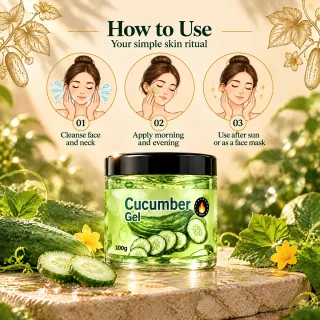 How to Use
Your simple skin ritual
01
Cleanse face
and neck
02
Apply morning
and evening
03
Use after sun
or as a face mask
Cucumber
Gel
100g